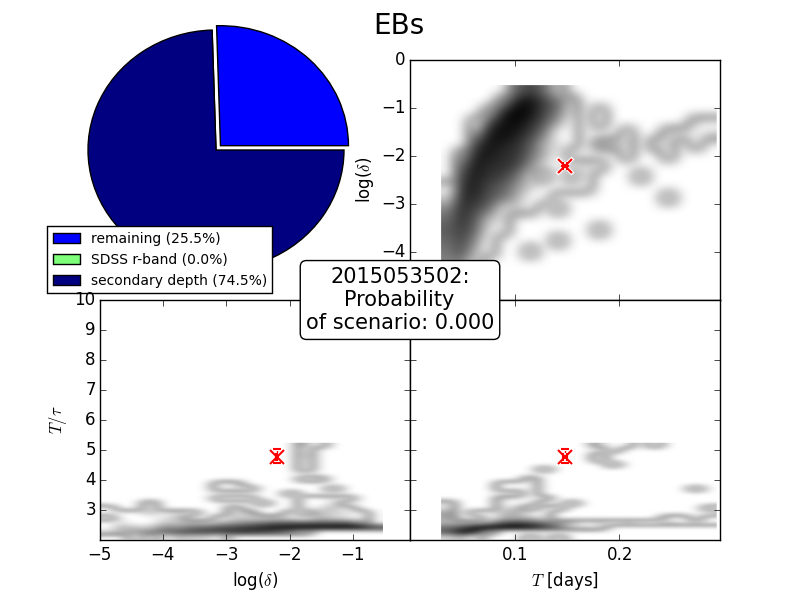 EBs
remaining (25.5%)
SDSS r-band (0.0%)
secondary depth (74.5%)
0
−1
−2
−3
−4
log(δ)
2015053502:
Probability
of scenario: 0.000
10
9
8
7
6
5
4
3
T/τ
−5 −4 −3 −2 −1
log(δ)
0.1 0.2
T [days]